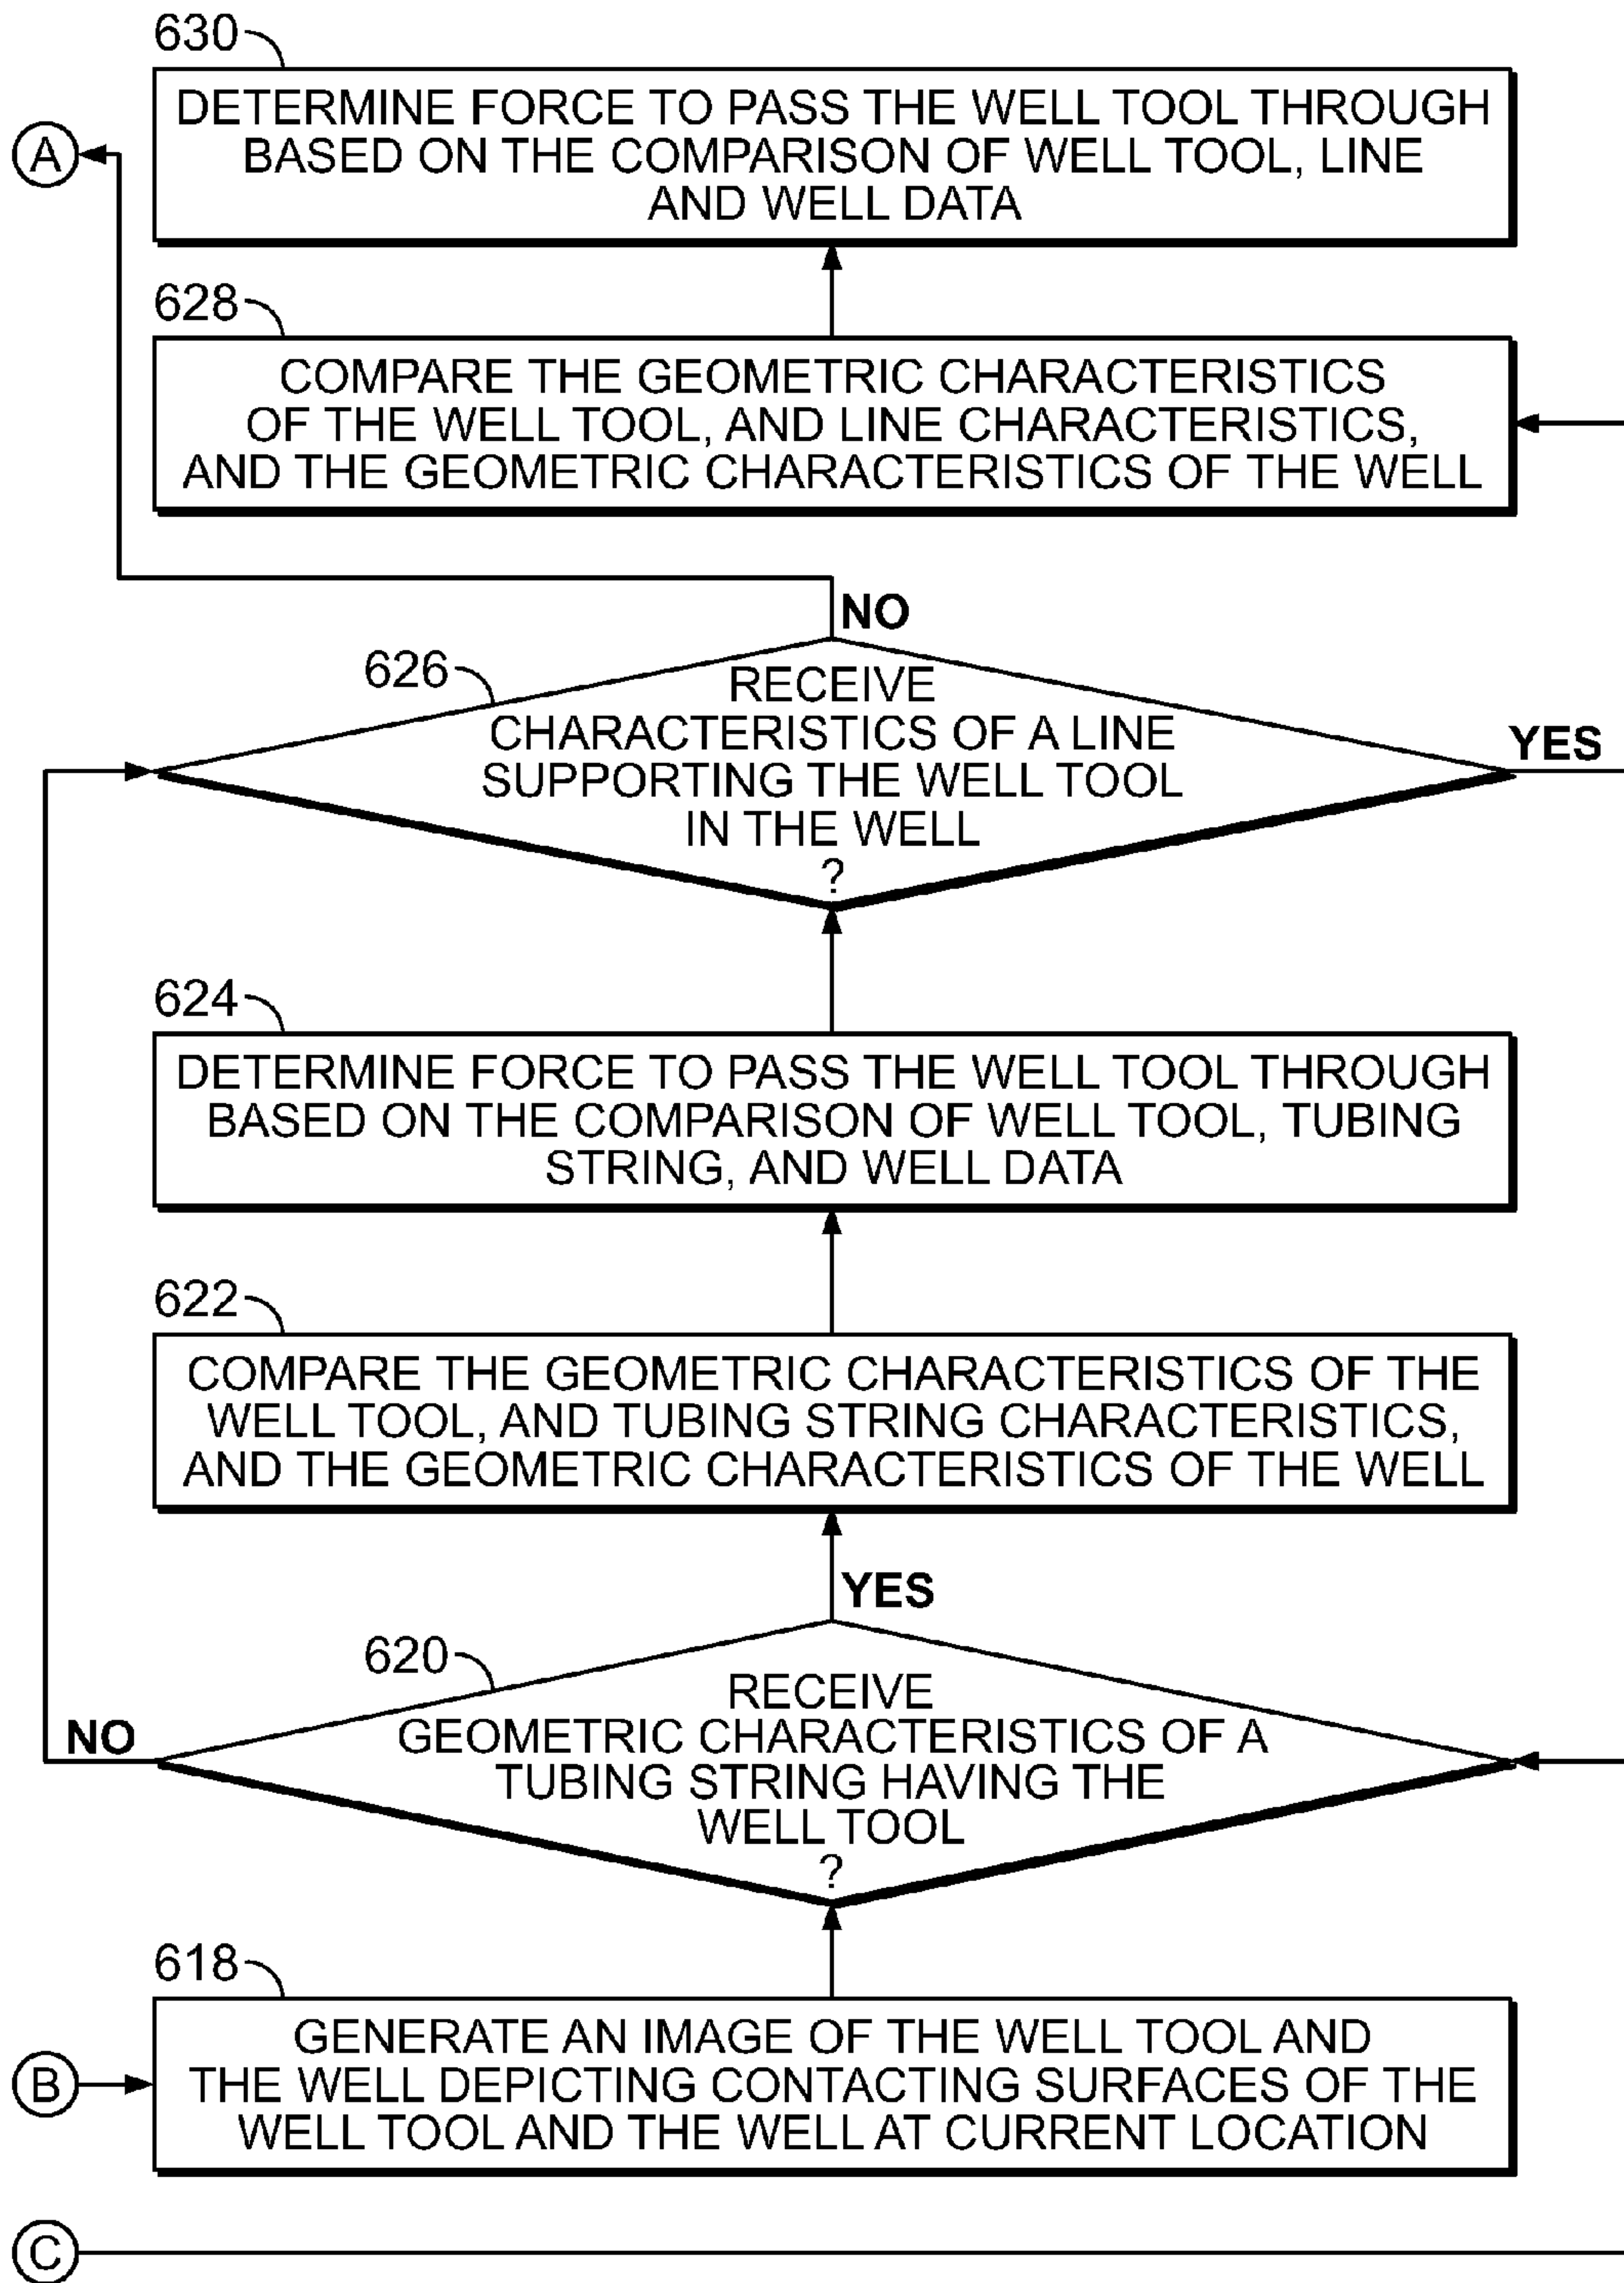 630
DETERMINE FORCE TO PASS THE WELL TOOL THROUGH
BASED ON THE COMPARISON OF WELL TOOL, LINE
AND WELL DATA
A
628
COMPARE THE GEOMETRIC CHARACTERISTICS
OF THE WELL TOOL, AND LINE CHARACTERISTICS,
AND THE GEOMETRIC CHARACTERISTICS OF THE WELL
NO
626
RECEIVE
CHARACTERISTICS OF A LINE
SUPPORTING THE WELL TOOL
IN THE WELL
?
YES
624
DETERMINE FORCE TO PASS THE WELL TOOL THROUGH
BASED ON THE COMPARISON OF WELL TOOL, TUBING
STRING, AND WELL DATA
622
COMPARE THE GEOMETRIC CHARACTERISTICS OF THE
WELL TOOL, AND TUBING STRING CHARACTERISTICS,
AND THE GEOMETRIC CHARACTERISTICS OF THE WELL
YES
620
RECEIVE
GEOMETRIC CHARACTERISTICS OF A
TUBING STRING HAVING THE
WELL TOOL
?
NO
618
GENERATE AN IMAGE OF THE WELL TOOL AND
THE WELL DEPICTING CONTACTING SURFACES OF THE
WELL TOOL AND THE WELL AT CURRENT LOCATION
B
C